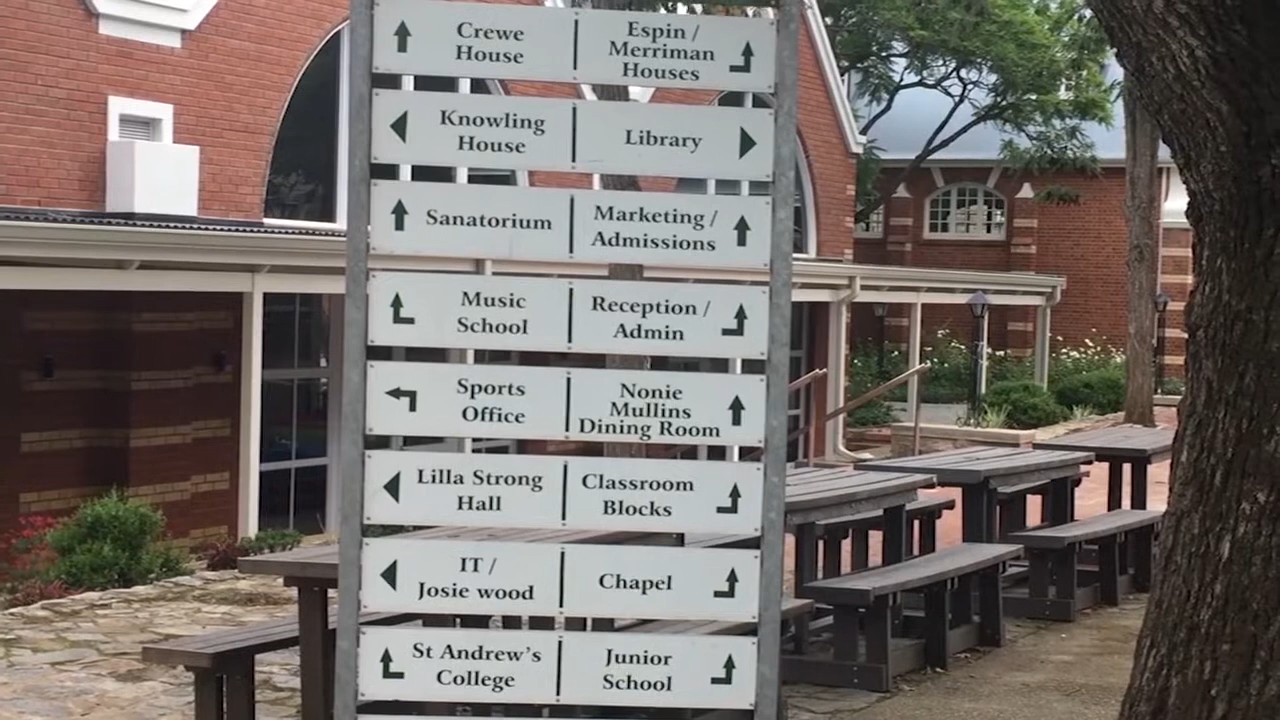 Crewe
House
Espin /
Merriman
Houses
Knowling
House
Library
Sanatorium
Marketing /
Admissions
Music
School
Reception /
Admin
Sports
Office
Nonie
Mullins
Dining Room
Lilla Strong
Hall
Classroom
Blocks
IT /
Josie wood
Chapel
St Andrew's
College
Junior
School